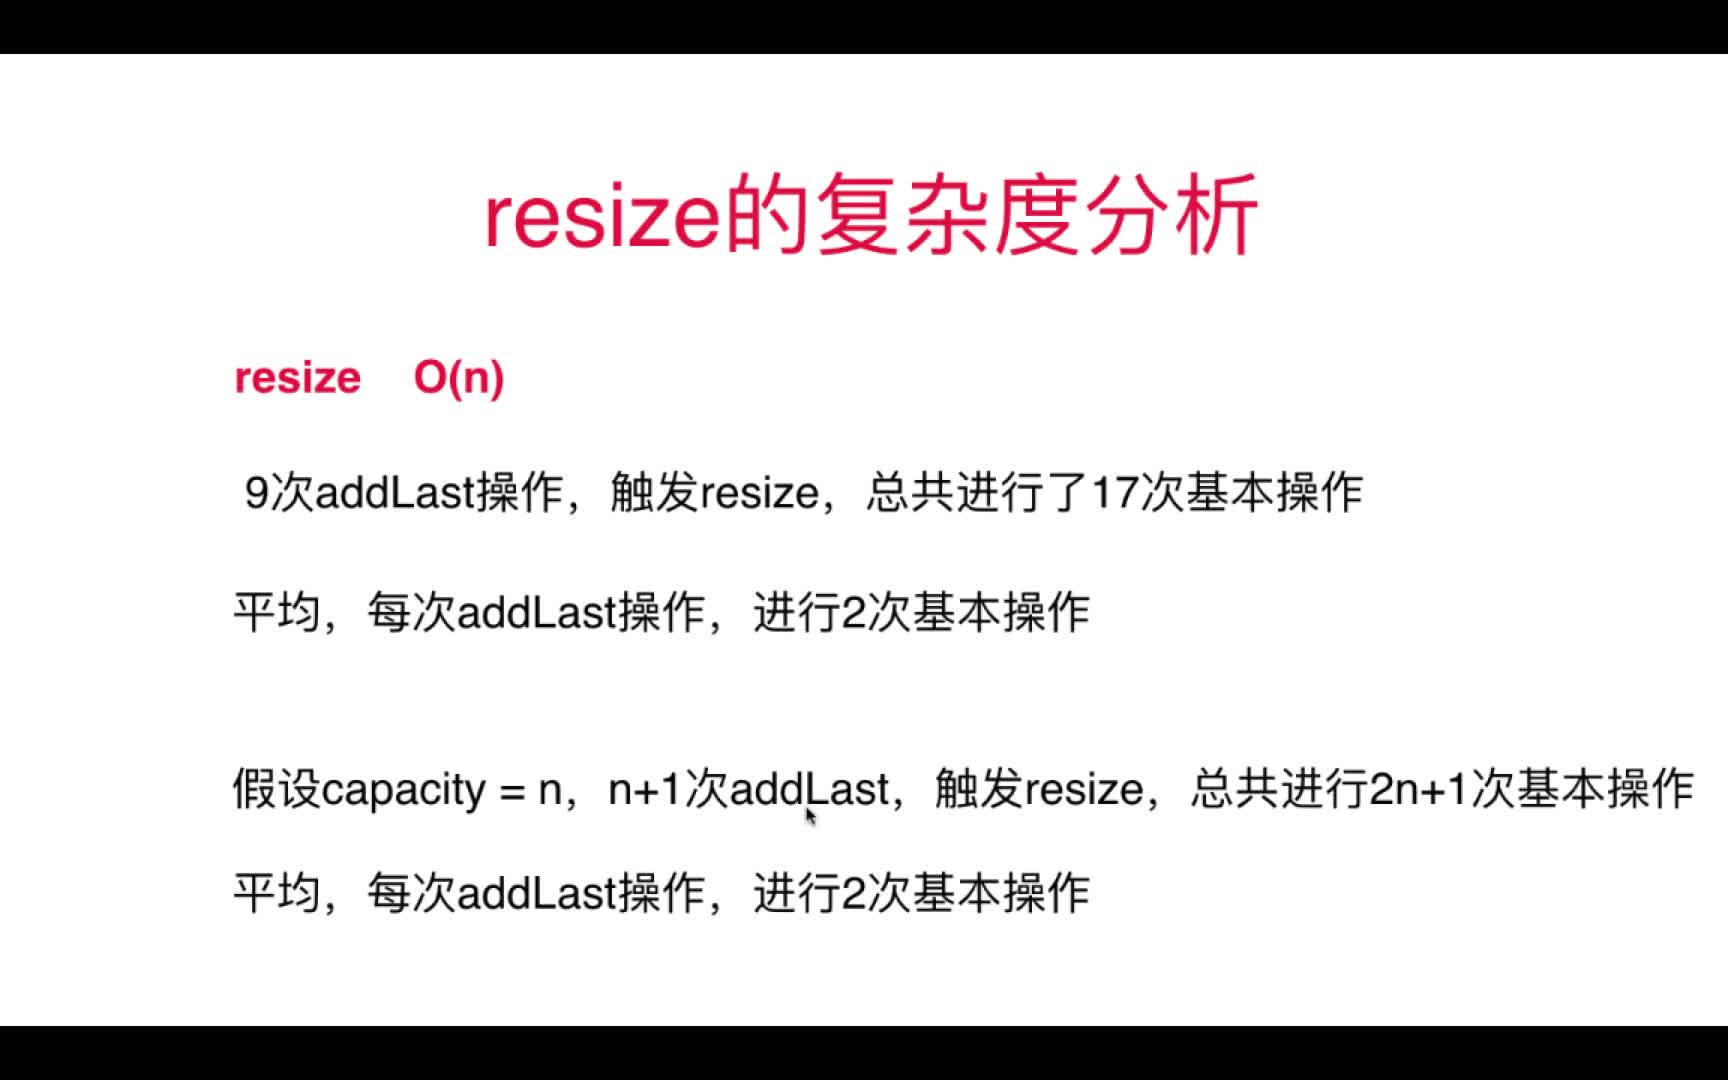 resize的复杂度分析
resize O(n)
9次addLast操作，触发resize，总共进行了17次基本操作
平均，每次addLast操作，进行2次基本操作
假设capacity = n，n+1次addLast，触发resize，总共进行2n+1次基本操作
平均，每次addLast操作，进行2次基本操作